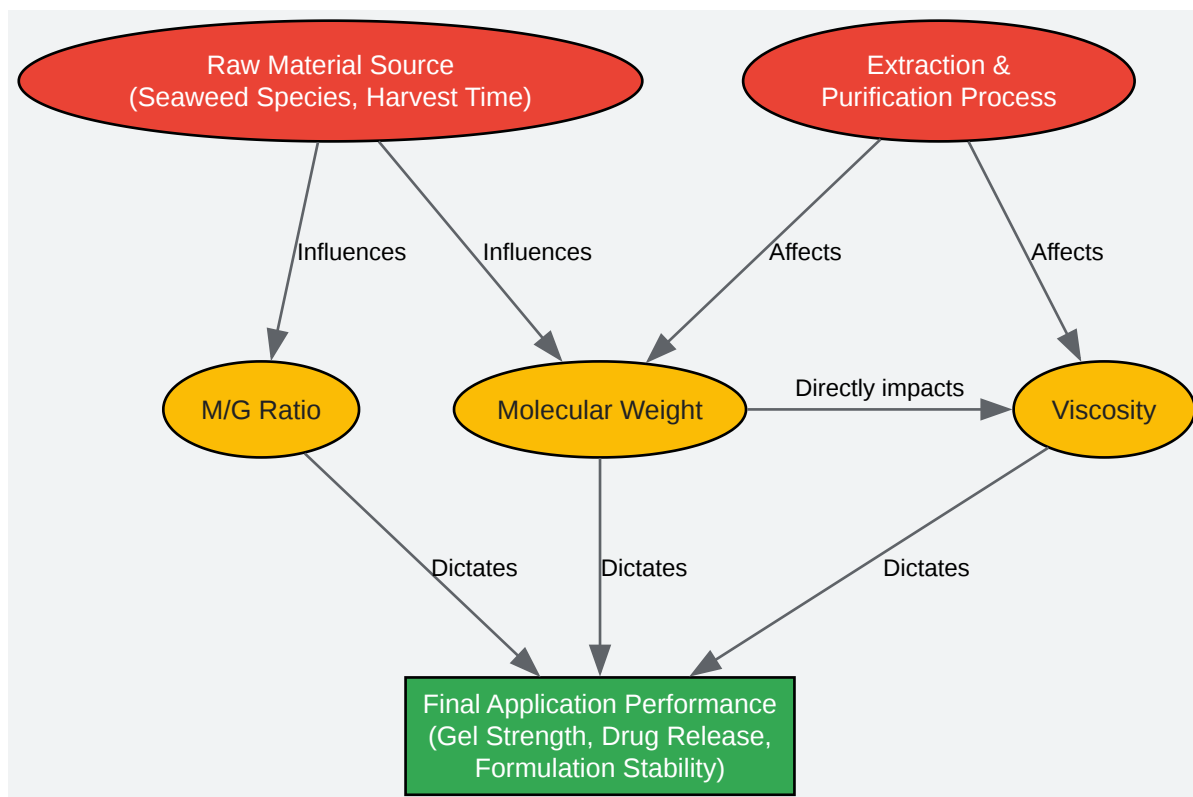 Raw Material Source
(Seaweed Species, Harvest Time)
Extraction &
Purification Process
Influences
Influences
Affects
Affects
M/G Ratio
Molecular Weight
Directly impacts
Viscosity
Dictates
Dictates
Dictates
Final Application Performance
(Gel Strength, Drug Release,
Formulation Stability)